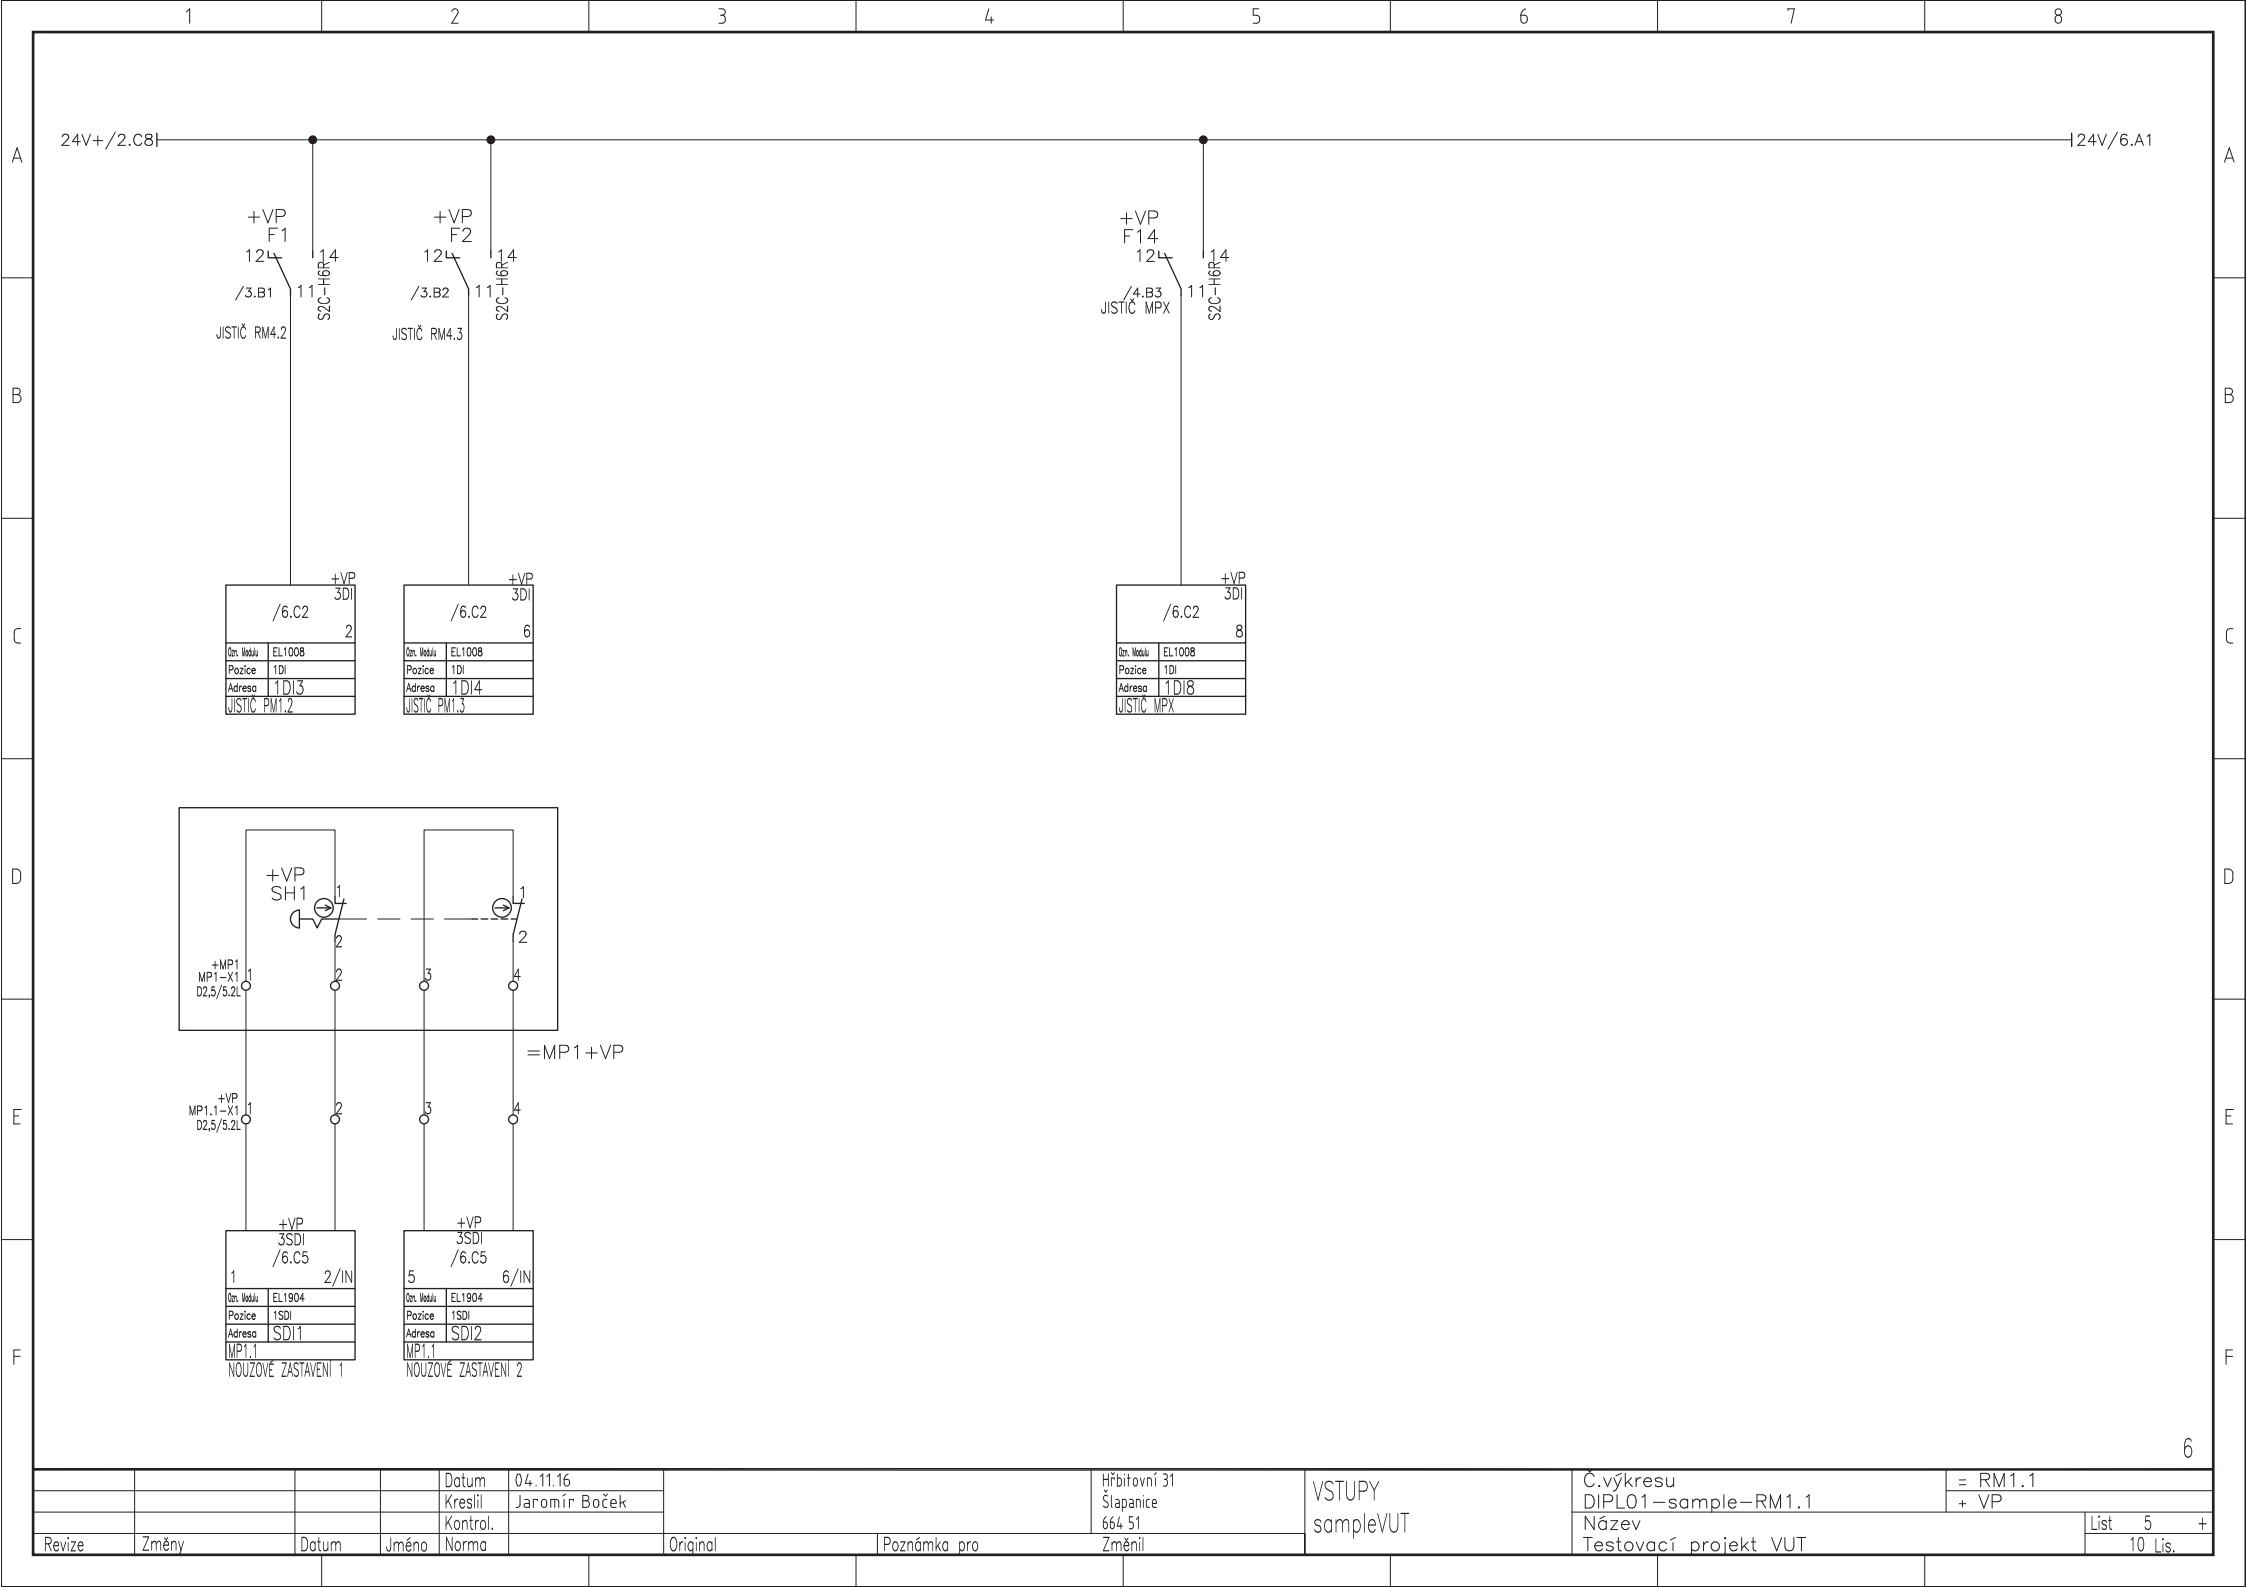 1 2 3 4 5 6 7 8
24V+/2.C8 24V/6.A1
A A
+VP +VP +VP
F1 F2 F14
12 14 12 14 12 14
/3.B1 11 S2C-H6R /3.B2 11 S2C-H6R /4.B3 11 S2C-H6R
JISTIČ RM4.2 JISTIČ RM4.3 JISTIČ MPX
B B
+VP +VP +VP
3DI 3DI 3DI
/6.C2 /6.C2 /6.C2
2 6 8
C C
Ozn. Modulu EL1008 Ozn. Modulu EL1008 Ozn. Modulu EL1008
Pozice 1DI Pozice 1DI Pozice 1DI
Adresa 1DI3 Adresa 1DI4 Adresa 1DI8
JISTIČ PM1.2 JISTIČ PM1.3 JISTIČ MPX
D D
+VP
SH1 1 1
2 2
+MP1
MP1-X1 1 2 3 4
D2,5/5.2L
=MP1+VP
+VP
MP1.1-X1 1 2 3 4
D2,5/5.2L
E E
+VP +VP
3SDI 3SDI
/6.C5 /6.C5
1 2/IN 5 6/IN
Ozn. Modulu EL1904 Ozn. Modulu EL1904
Pozice 1SDI Pozice 1SDI
Adresa SDI1 Adresa SDI2
MP1.1 MP1.1
F F
NOUZOVÉ ZASTAVENÍ 1 NOUZOVÉ ZASTAVENÍ 2
6
Datum 04.11.16 Hřbitovní 31 VSTUPY Č.výkresu = RM1.1
Kreslil Jaromír Boček Šlapanice DIPL01-sample-RM1.1 + VP
Kontrol. 664 51 sampleVUT Název List 5 +
Revize Změny Datum Jméno Norma Original Poznámka pro Změnil Testovací projekt VUT 10 Lis.